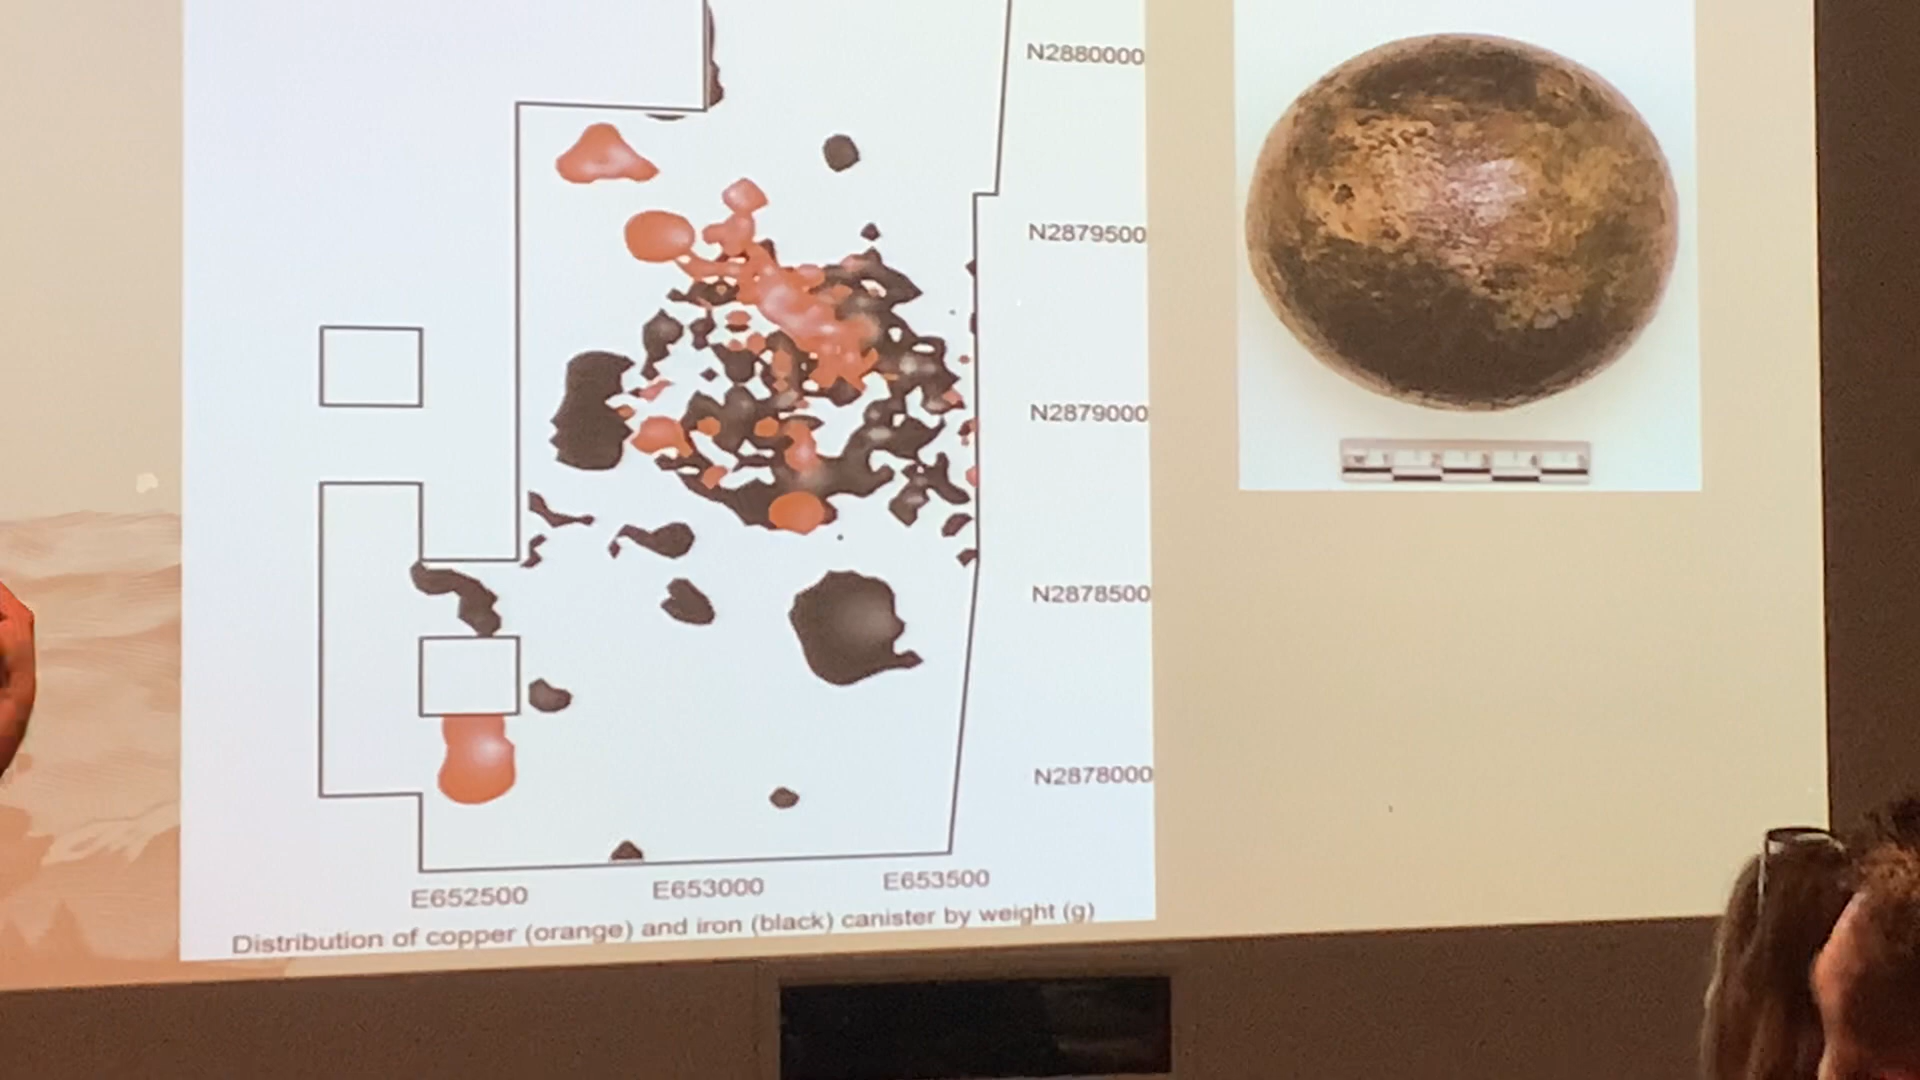 N2880000
N2879500
N2879000
N2878500
N2878000
E652500
E653000
E653500
Distribution of copper (orange) and iron (black) canister by weight (g)